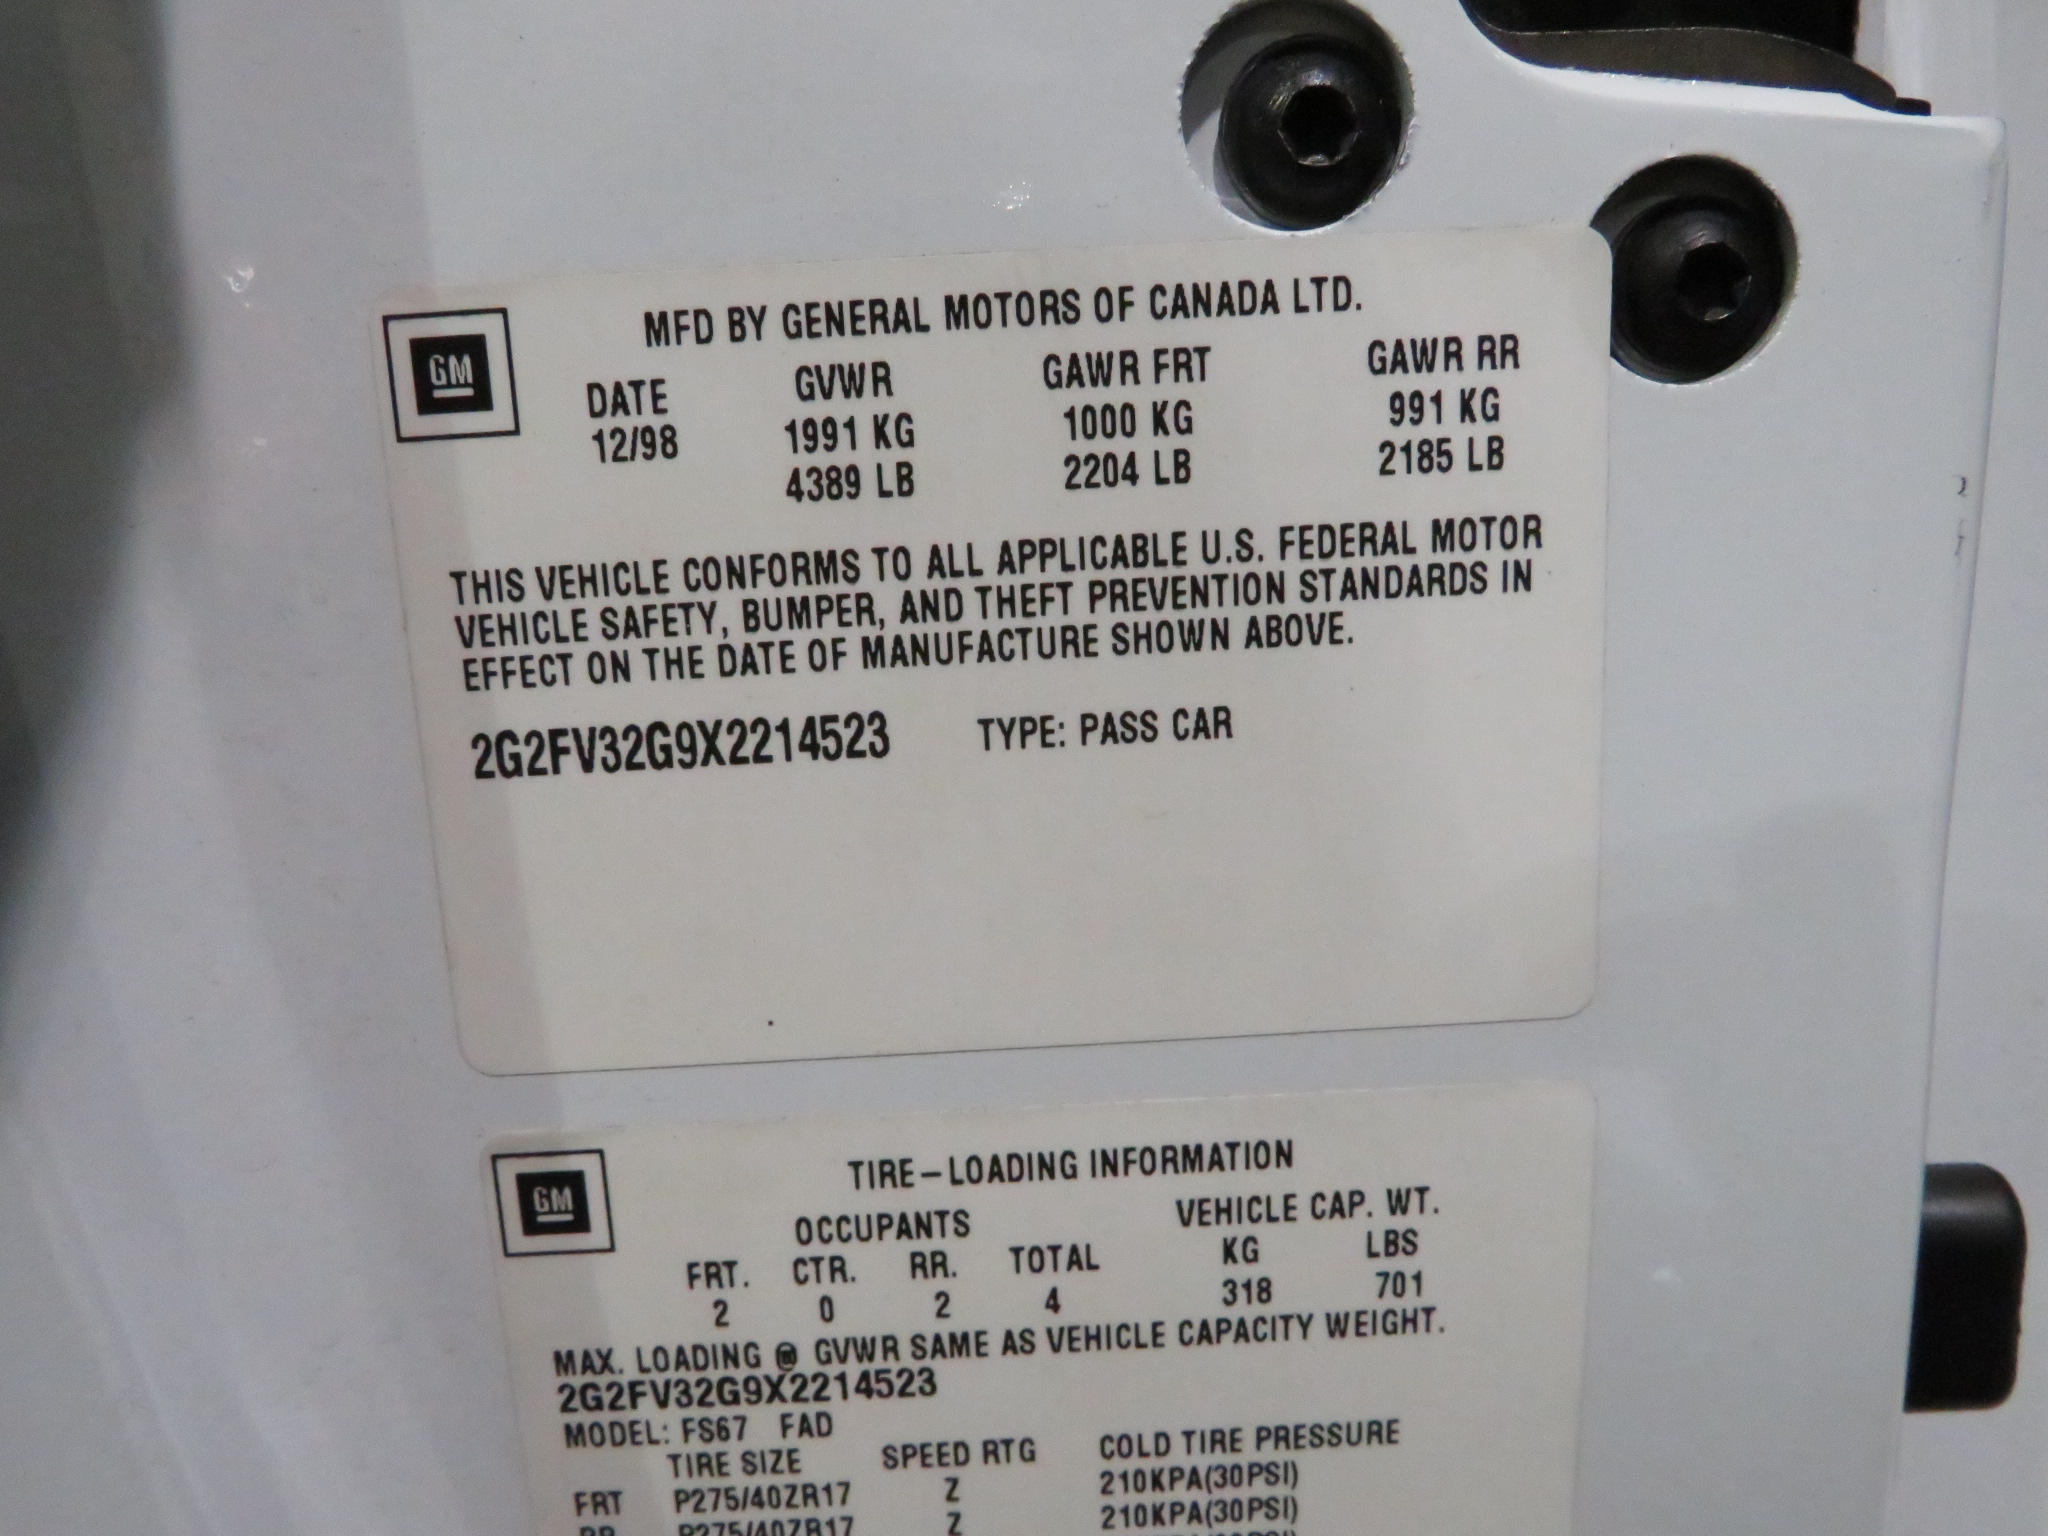 MFD BY GENERAL MOTORS OF CANADA LTD.
GM
DATE GVWR GAWR FRT GAWR RR
12/98 1991 KG 1000 KG 991 KG
4389 LB 2204 LB 2185 LB
THIS VEHICLE CONFORMS TO ALL APPLICABLE U.S. FEDERAL MOTOR
VEHICLE SAFETY, BUMPER, AND THEFT PREVENTION STANDARDS IN
EFFECT ON THE DATE OF MANUFACTURE SHOWN ABOVE.
2G2FV32G9X2214523 TYPE: PASS CAR
GM
TIRE–LOADING INFORMATION
OCCUPANTS VEHICLE CAP. WT.
FRT. CTR. RR. TOTAL KG LBS
2 0 2 4 318 701
MAX. LOADING @ GVWR SAME AS VEHICLE CAPACITY WEIGHT.
2G2FV32G9X2214523
MODEL: FS67 FAD
TIRE SIZE SPEED RTG COLD TIRE PRESSURE
FRT P275/40ZR17 Z 210KPA(30PSI)
RR P275/40ZR17 Z 210KPA(30PSI)